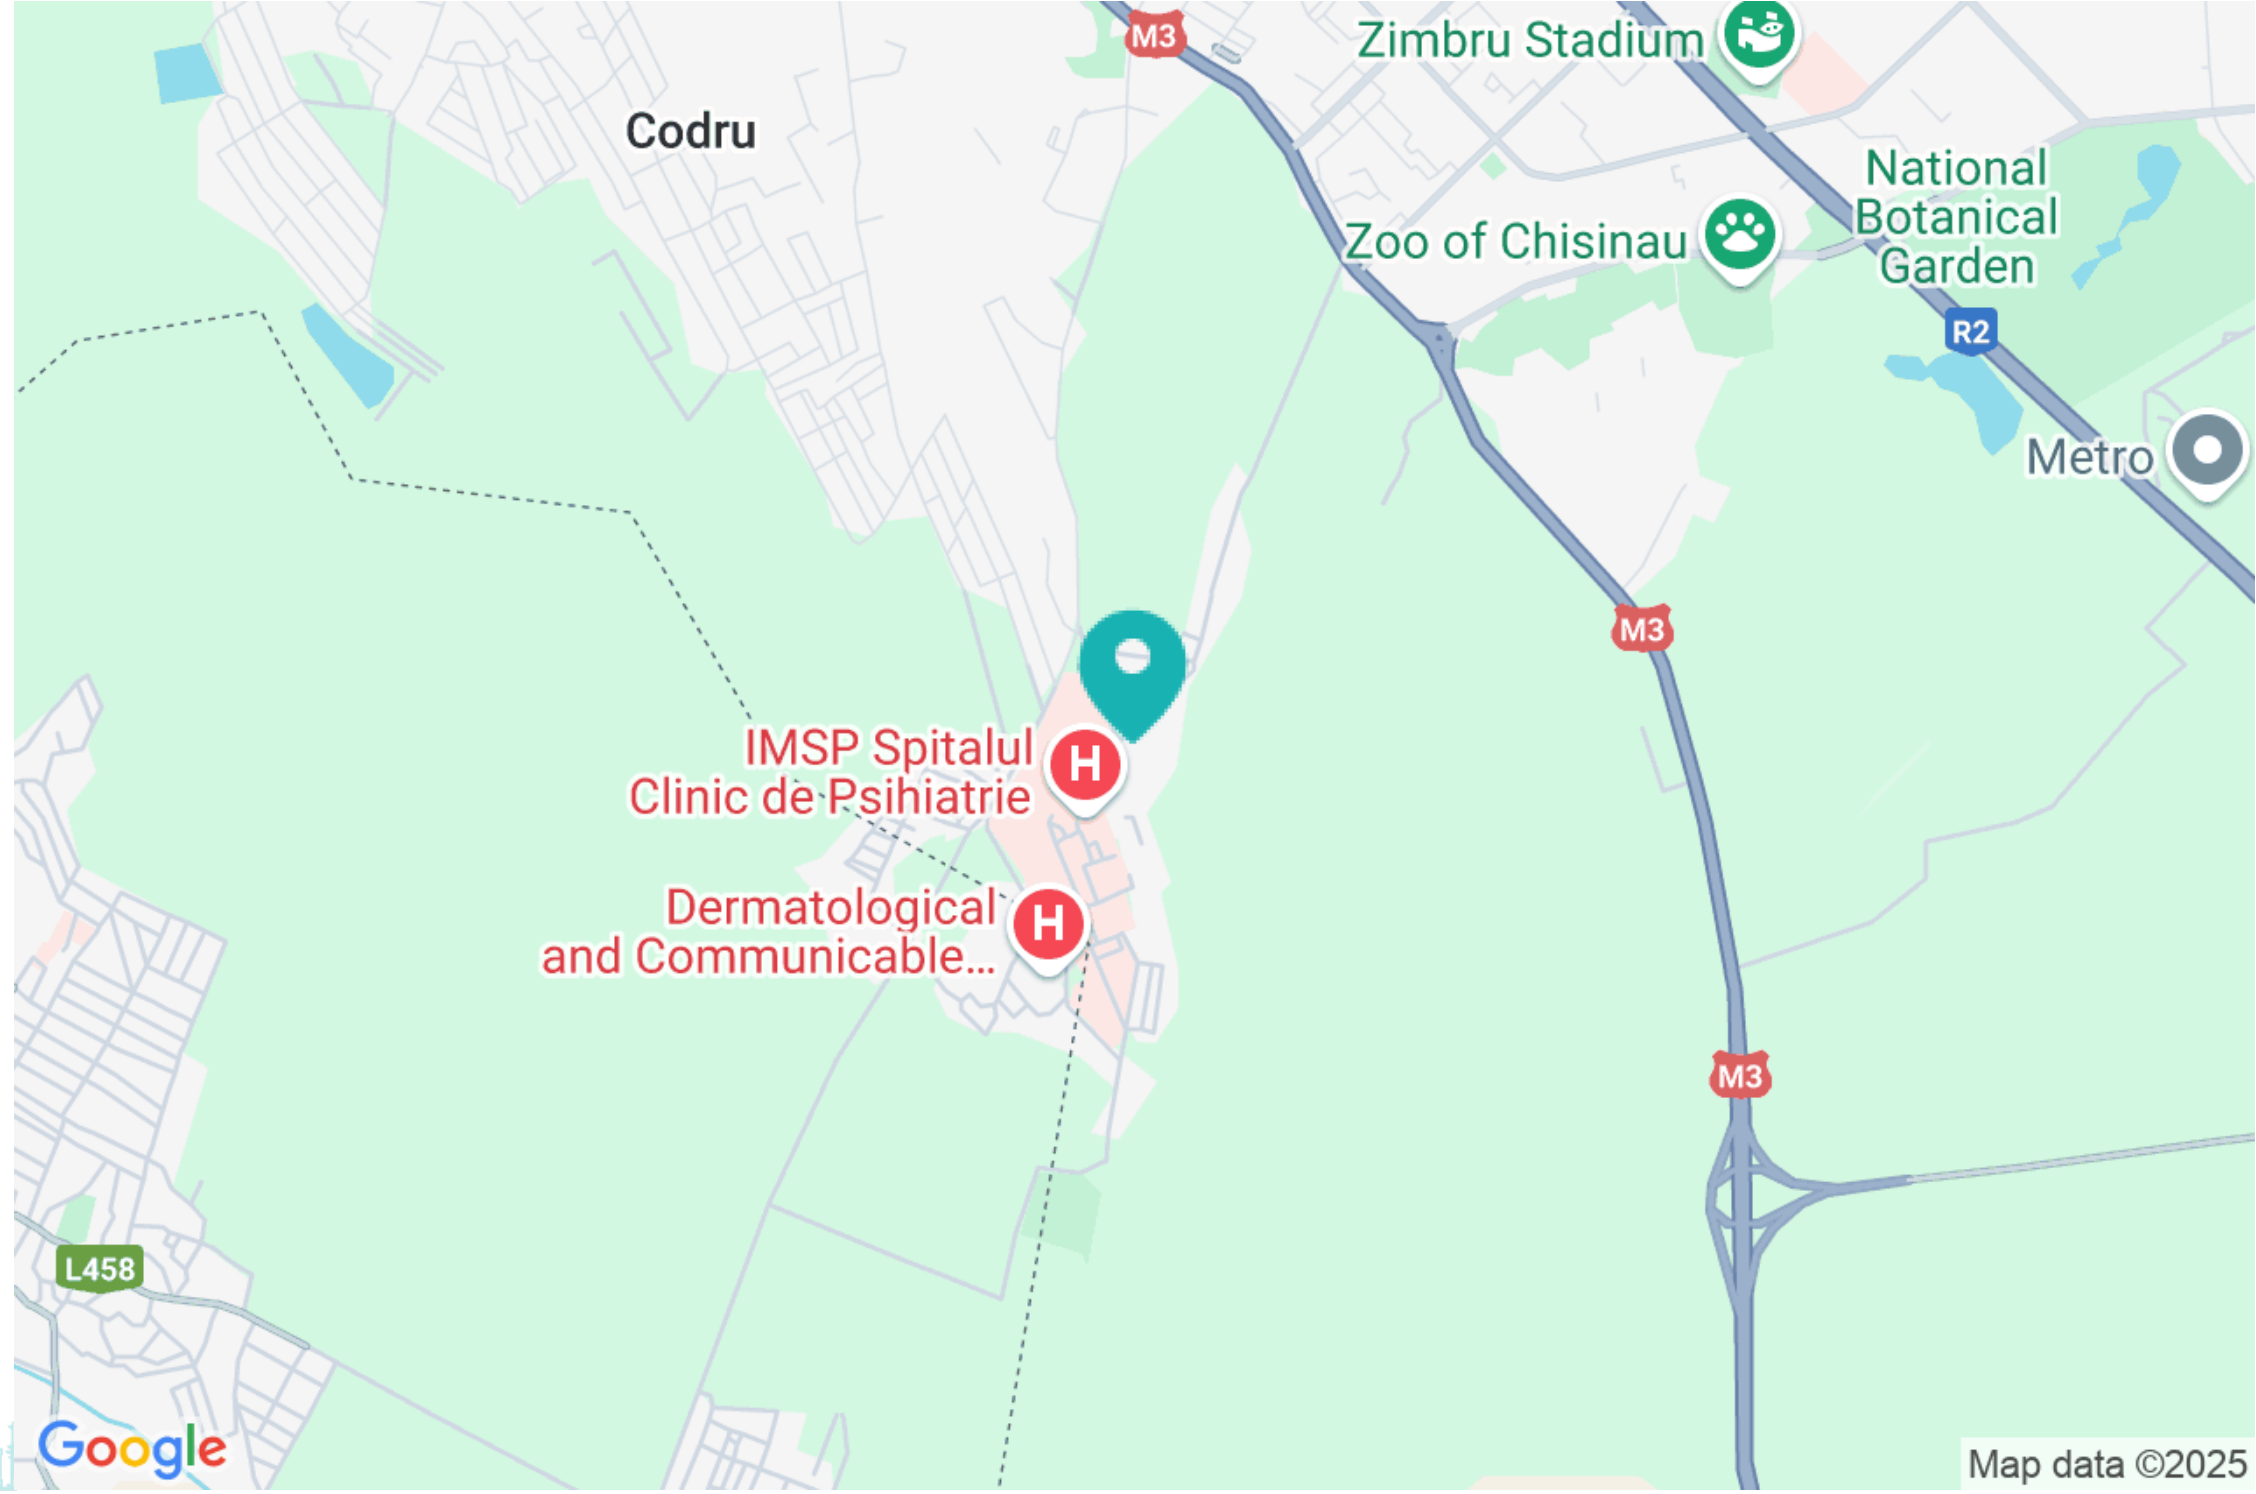 M3
Zimbru Stadium
Codru
National
Botanical
Garden
Zoo of Chisinau
R2
Metro
M3
IMSP Spitalul
Clinic de Psihiatrie
H
Dermatological
and Communicable...
H
M3
L458
Google
Map data ©2025